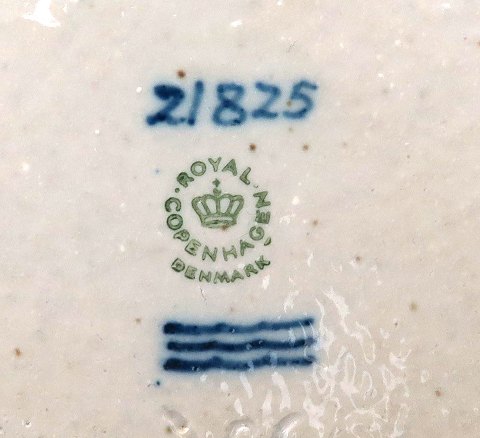 21825
ROYAL
COPENHAGEN
DENMARK